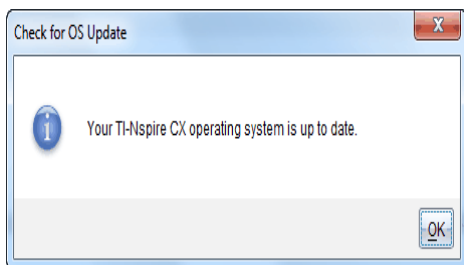 Check for OS Update
Your TI-Nspire CX operating system is up to date.
OK